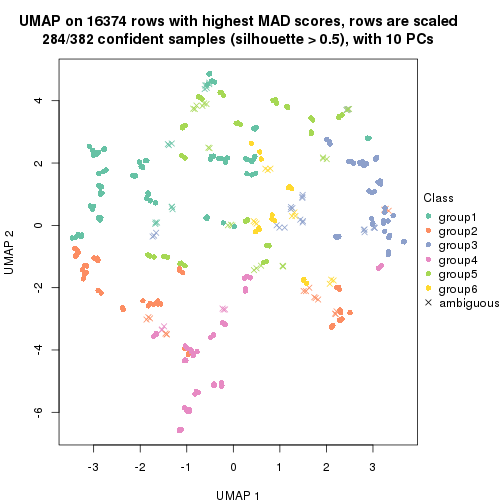 UMAP on 16374 rows with highest MAD scores, rows are scaled
284/382 confident samples (silhouette > 0.5), with 10 PCs
4
2
0
-2
-4
-6
UMAP 2
-3
-2
-1
0
1
2
3
UMAP 1
Class
group1
group2
group3
group4
group5
group6
ambiguous